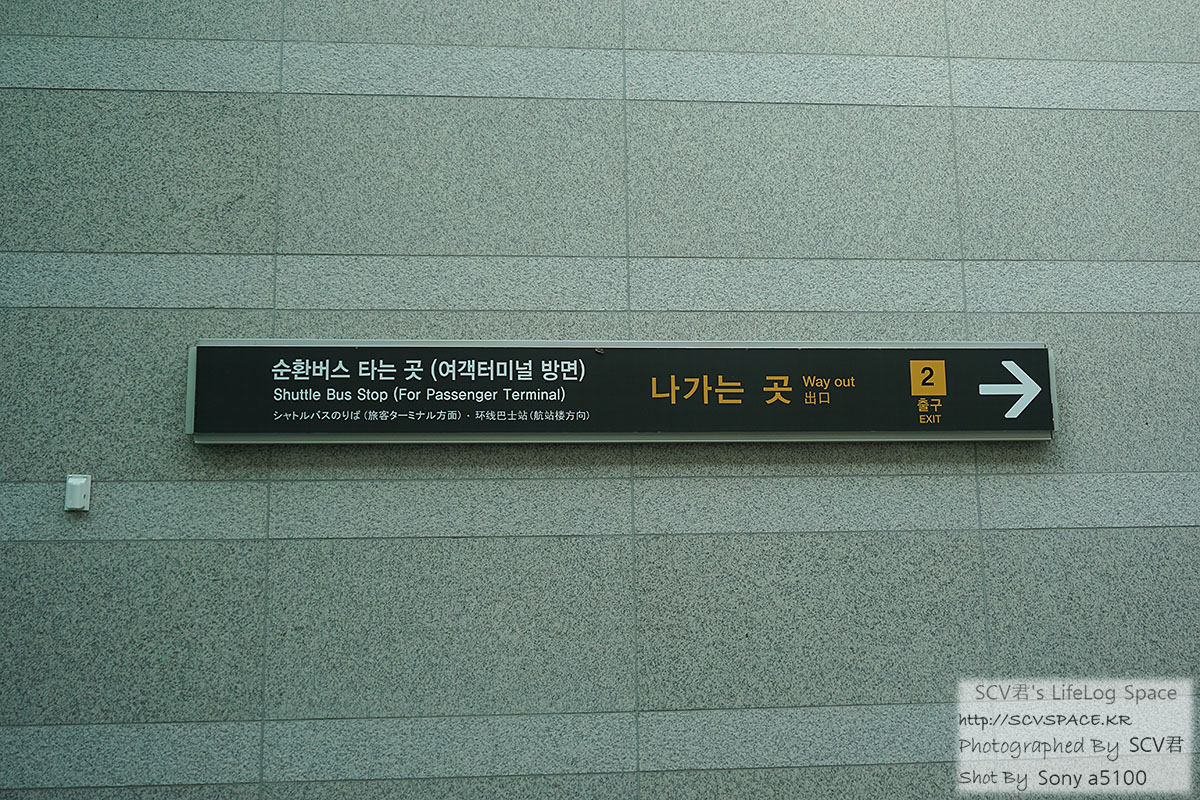 순환버스 타는 곳 (여객터미널 방면)
Shuttle Bus Stop (For Passenger Terminal)
シャトルバスのりば (旅客ターミナル方面)・环线巴士站 (航站楼方向)
나가는 곳
Way out
出口
2
출구
EXIT
SCV君's LifeLog Space
http://SCVSPACE.KR
Photographed By SCV君
Shot By Sony a5100